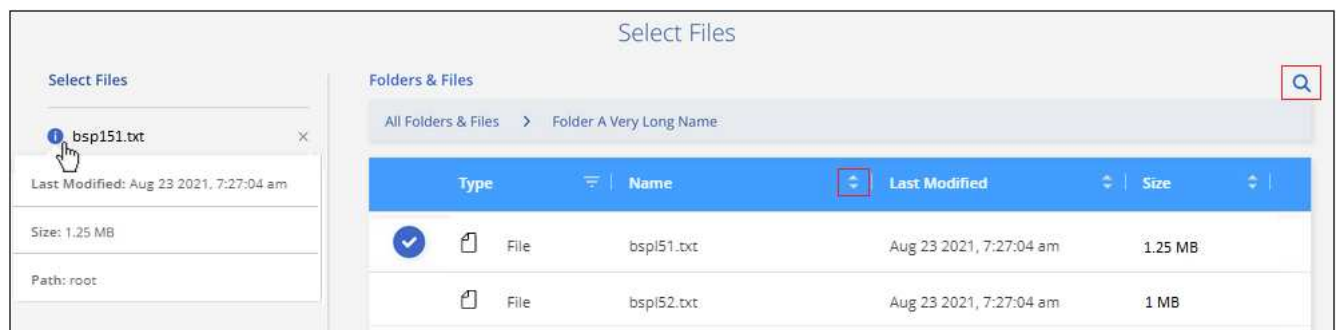 Select Files
Select Files
bsp151.txt
Last Modified: Aug 23 2021, 7:27:04 am
Size: 1.25 MB
Path: root
Folders & Files
All Folders & Files > Folder A Very Long Name
Type Name Last Modified Size
File bspl51.txt Aug 23 2021, 7:27:04 am 1.25 MB
File bspl52.txt Aug 23 2021, 7:27:04 am 1 MB